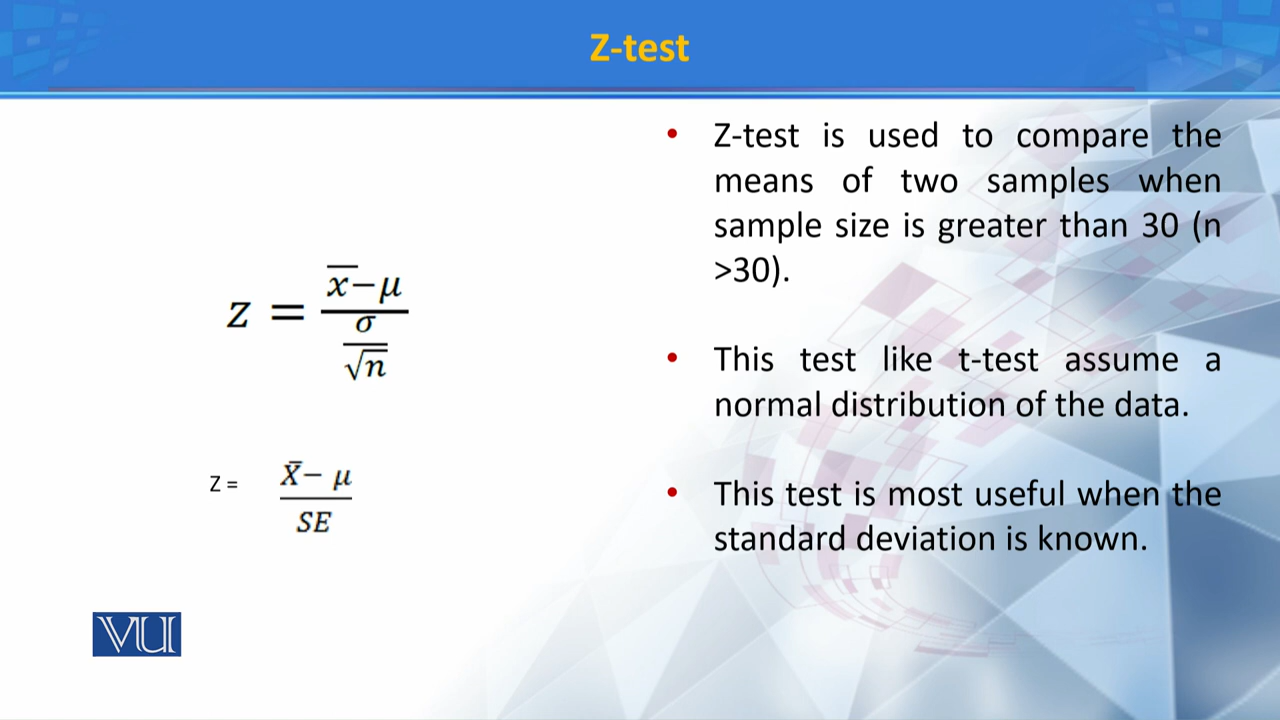 Z-test
z = x̄−μ / σ/√n
Z = X̄− μ / SE
• Z-test is used to compare the
means of two samples when
sample size is greater than 30 (n
>30).
• This test like t-test assume a
normal distribution of the data.
• This test is most useful when the
standard deviation is known.
VU